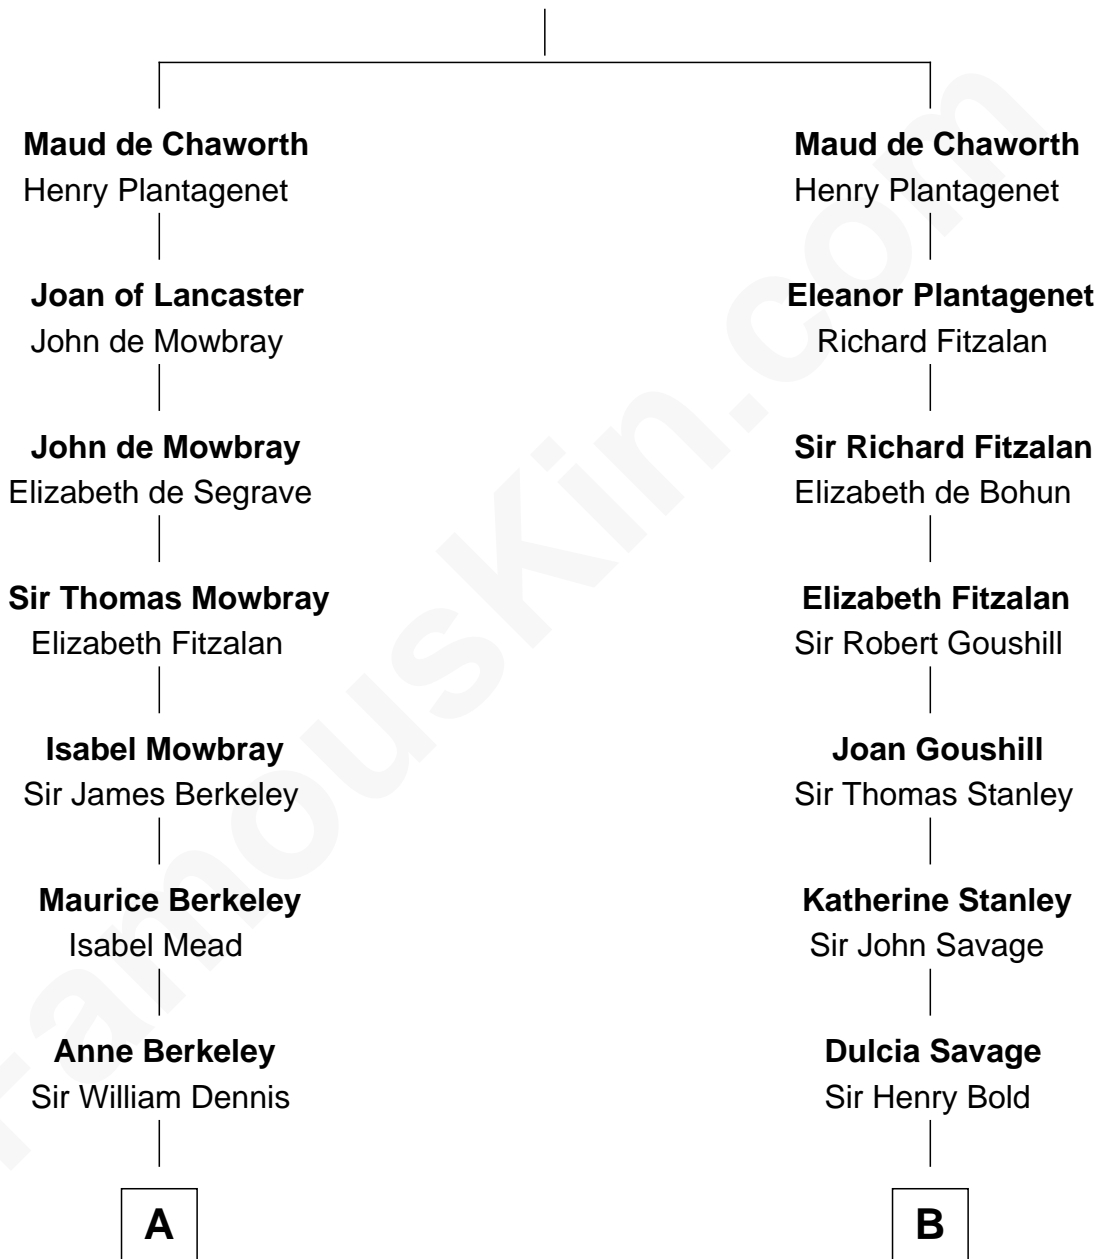 Maud de Chaworth
Henry Plantagenet
Joan of Lancaster
John de Mowbray
John de Mowbray
Elizabeth de Segrave
Sir Thomas Mowbray
Elizabeth Fitzalan
Isabel Mowbray
Sir James Berkeley
Maurice Berkeley
Isabel Mead
Anne Berkeley
Sir William Dennis
A
Maud de Chaworth
Henry Plantagenet
Eleanor Plantagenet
Richard Fitzalan
Sir Richard Fitzalan
Elizabeth de Bohun
Elizabeth Fitzalan
Sir Robert Goushill
Joan Goushill
Sir Thomas Stanley
Katherine Stanley
Sir John Savage
Dulcia Savage
Sir Henry Bold
B
FamousKin.com